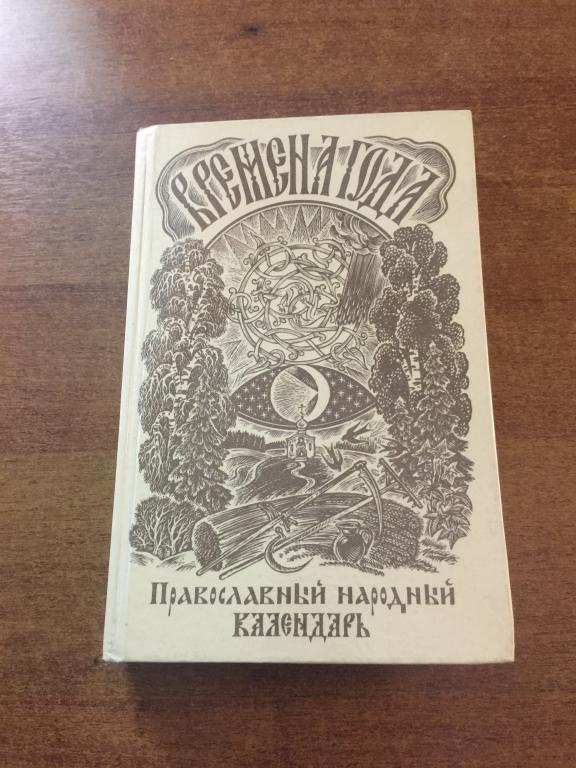 ВРЕМЕНА ГОДА
Православный народный
календарь